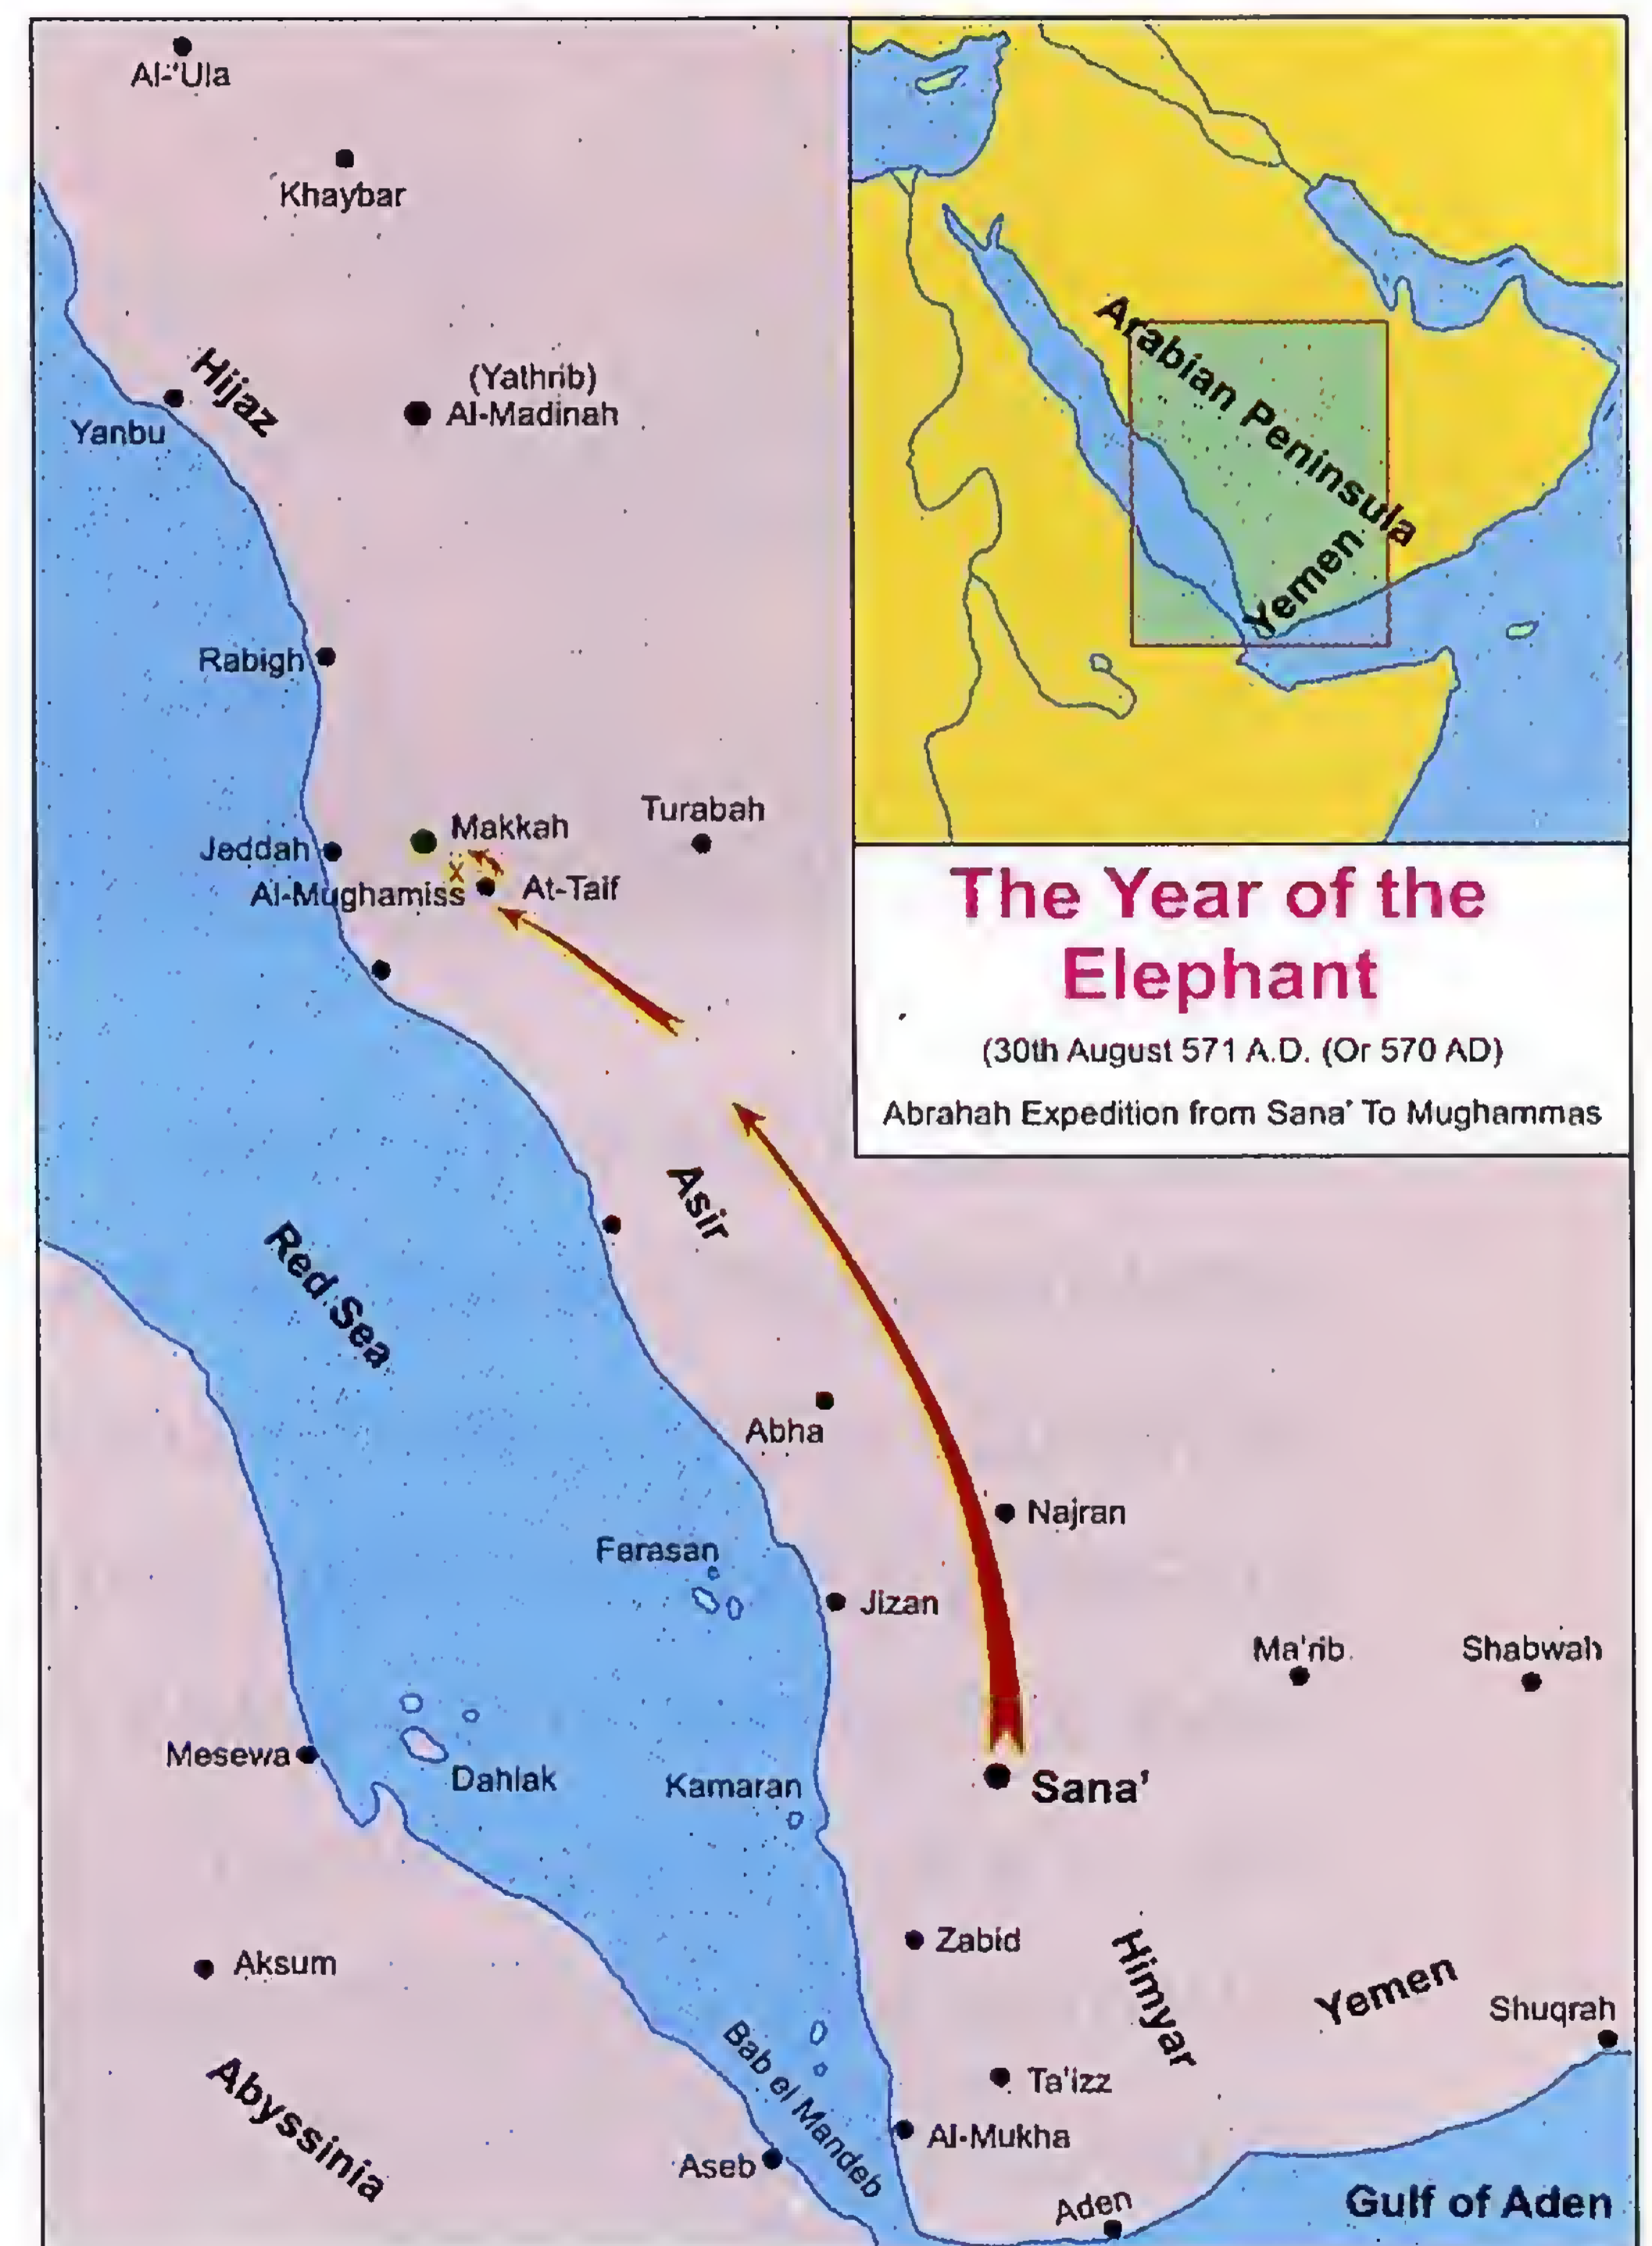 Al-'Ula
Khaybar
Hijaz
(Yathrib)
Al-Madinah
Yanbu
Rabigh
Makkah
Turabah
Jeddah
x
Al-Mughamiss
At-Taif
Arabian Peninsula
Yemen
The Year of the
Elephant
(30th August 571 A.D. (Or 570 AD)
Abrahah Expedition from Sana' To Mughammas
Asir
Red Sea
Abha
Najran
Farasan
Jizan
Ma'rib
Shabwah
Mesewa
Dahlak
Kamaran
Sana'
Zabid
Aksum
Himyar
Yemen
Shuqrah
Abyssinia
Bab el Mandeb
Ta'izz
Al-Mukha
Aseb
Aden
Gulf of Aden